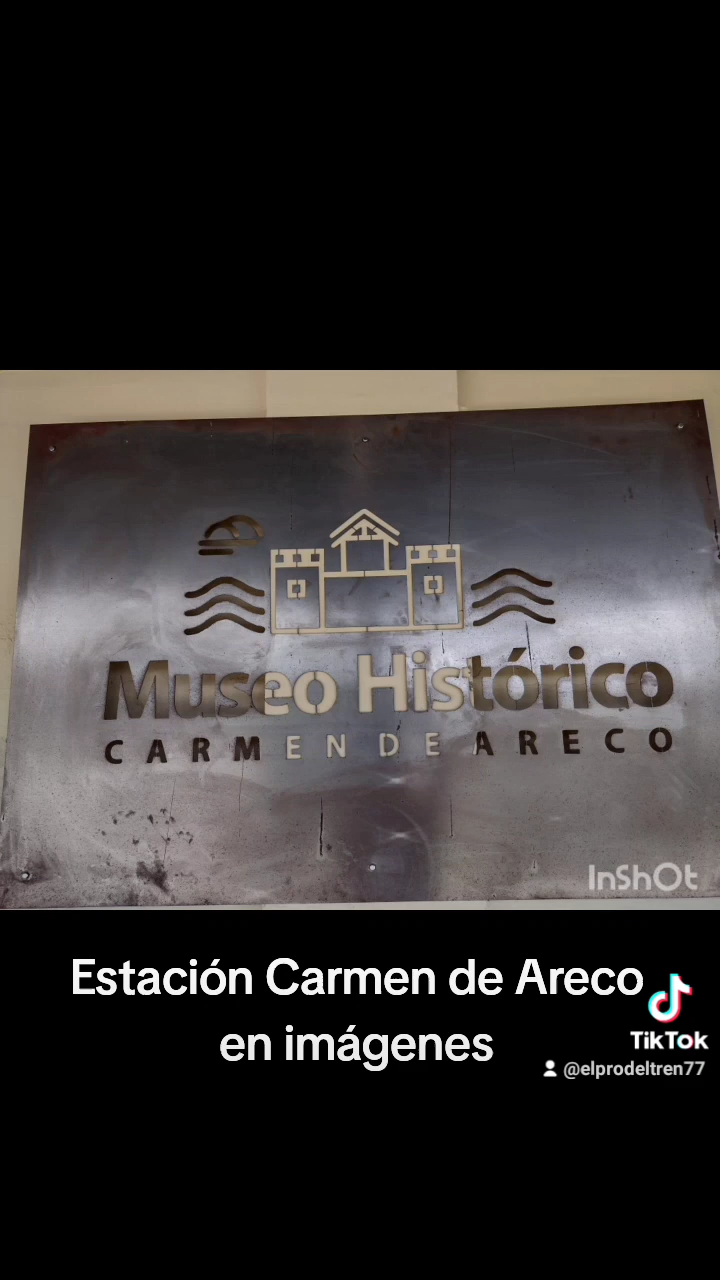 Museo Histórico
CARMEN DE ARECO
InShOt
Estación Carmen de Areco
en imágenes
TikTok
@elprodeltren77